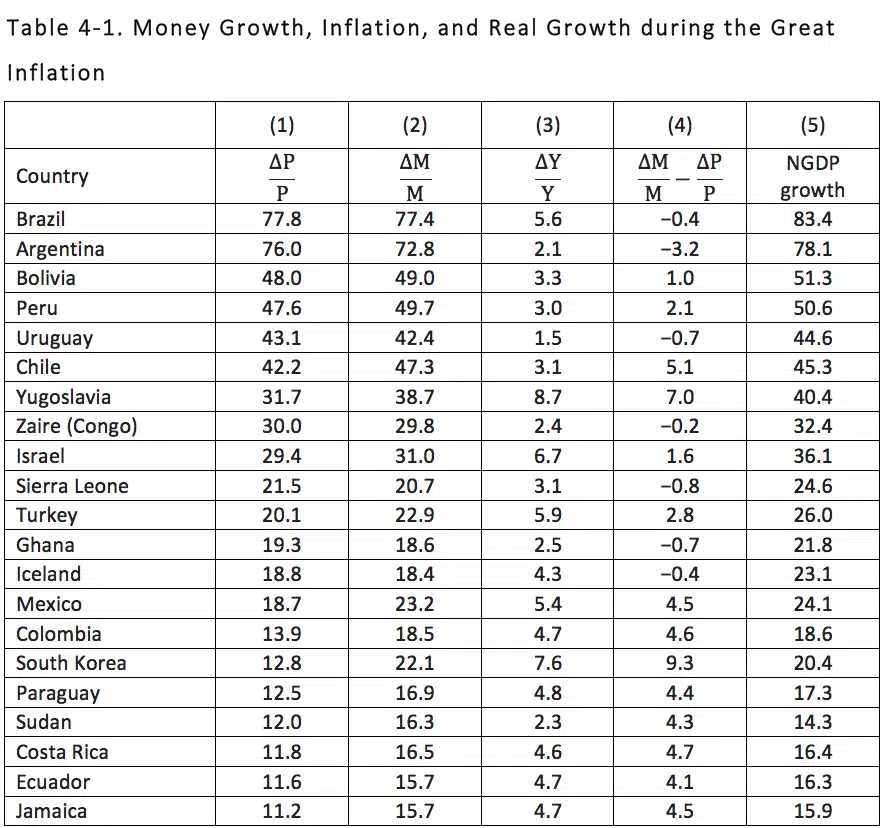 Table 4-1. Money Growth, Inflation, and Real Growth during the Great
Inflation
(1) (2) (3) (4) (5)
Country ΔP/P ΔM/M ΔY/Y ΔM/M − ΔP/P NGDP growth
Brazil 77.8 77.4 5.6 −0.4 83.4
Argentina 76.0 72.8 2.1 −3.2 78.1
Bolivia 48.0 49.0 3.3 1.0 51.3
Peru 47.6 49.7 3.0 2.1 50.6
Uruguay 43.1 42.4 1.5 −0.7 44.6
Chile 42.2 47.3 3.1 5.1 45.3
Yugoslavia 31.7 38.7 8.7 7.0 40.4
Zaire (Congo) 30.0 29.8 2.4 −0.2 32.4
Israel 29.4 31.0 6.7 1.6 36.1
Sierra Leone 21.5 20.7 3.1 −0.8 24.6
Turkey 20.1 22.9 5.9 2.8 26.0
Ghana 19.3 18.6 2.5 −0.7 21.8
Iceland 18.8 18.4 4.3 −0.4 23.1
Mexico 18.7 23.2 5.4 4.5 24.1
Colombia 13.9 18.5 4.7 4.6 18.6
South Korea 12.8 22.1 7.6 9.3 20.4
Paraguay 12.5 16.9 4.8 4.4 17.3
Sudan 12.0 16.3 2.3 4.3 14.3
Costa Rica 11.8 16.5 4.6 4.7 16.4
Ecuador 11.6 15.7 4.7 4.1 16.3
Jamaica 11.2 15.7 4.7 4.5 15.9